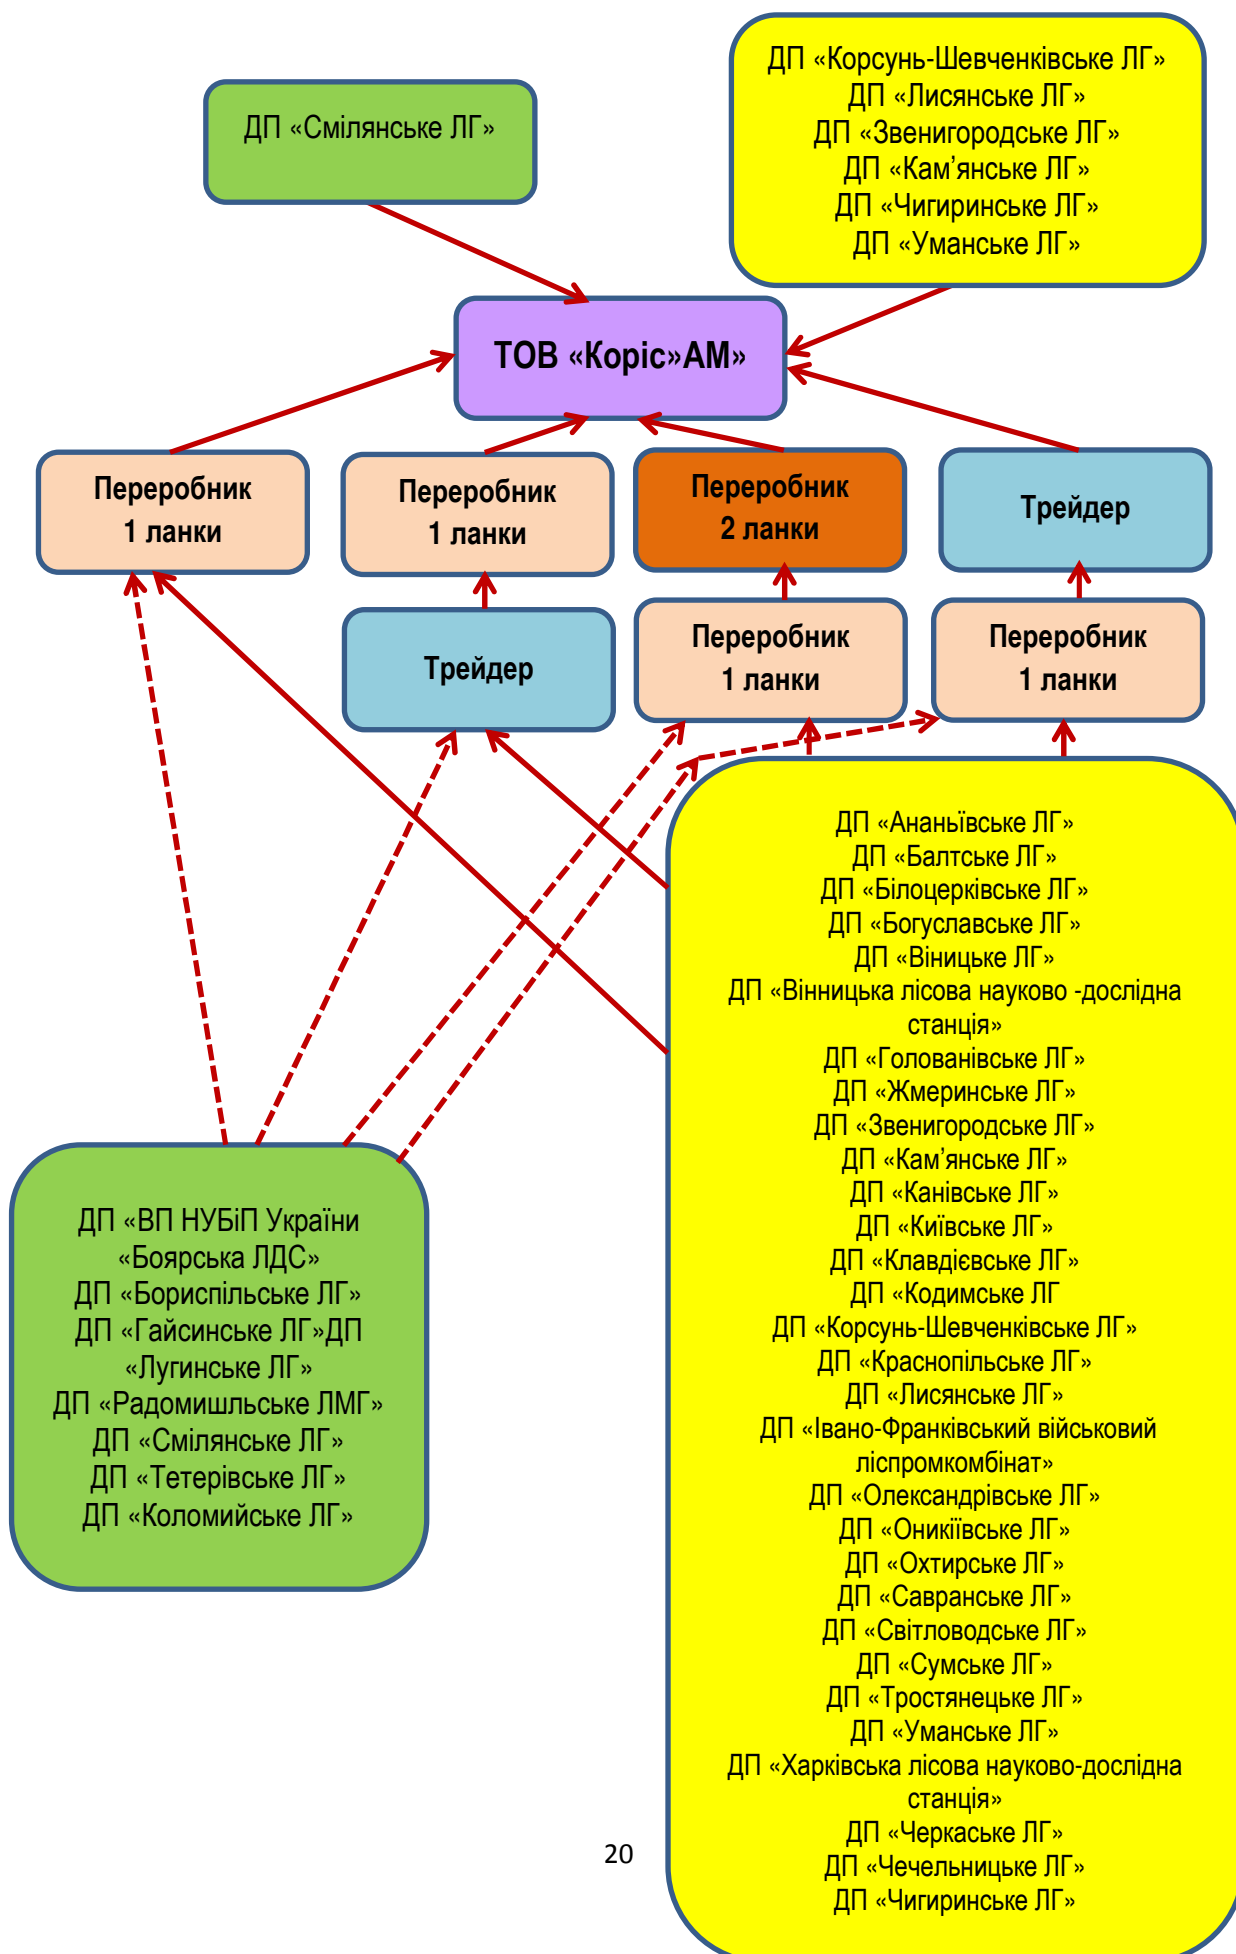 ДП «Смілянське ЛГ»
ДП «Корсунь-Шевченківське ЛГ»
ДП «Лисянське ЛГ»
ДП «Звенигородське ЛГ»
ДП «Кам’янське ЛГ»
ДП «Чигиринське ЛГ»
ДП «Уманське ЛГ»
ТОВ «Коріс»АМ»
Переробник
1 ланки
Переробник
1 ланки
Переробник
2 ланки
Трейдер
Трейдер
Переробник
1 ланки
Переробник
1 ланки
ДП «ВП НУБіП України
«Боярська ЛДС»
ДП «Бориспільське ЛГ»
ДП «Гайсинське ЛГ»ДП
«Лугинське ЛГ»
ДП «Радомишльське ЛМГ»
ДП «Смілянське ЛГ»
ДП «Тетерівське ЛГ»
ДП «Коломийське ЛГ»
ДП «Ананьївське ЛГ»
ДП «Балтське ЛГ»
ДП «Білоцерківське ЛГ»
ДП «Богуславське ЛГ»
ДП «Віницьке ЛГ»
ДП «Вінницька лісова науково -дослідна
станція»
ДП «Голованівське ЛГ»
ДП «Жмеринське ЛГ»
ДП «Звенигородське ЛГ»
ДП «Кам’янське ЛГ»
ДП «Канівське ЛГ»
ДП «Київське ЛГ»
ДП «Клавдієвське ЛГ»
ДП «Кодимське ЛГ
ДП «Корсунь-Шевченківське ЛГ»
ДП «Краснопільське ЛГ»
ДП «Лисянське ЛГ»
ДП «Івано-Франківський військовий
ліспромкомбінат»
ДП «Олександрівське ЛГ»
ДП «Оникіївське ЛГ»
ДП «Охтирське ЛГ»
ДП «Савранське ЛГ»
ДП «Світловодське ЛГ»
ДП «Сумське ЛГ»
ДП «Тростянецьке ЛГ»
ДП «Уманське ЛГ»
ДП «Харківська лісова науково-дослідна
станція»
ДП «Черкаське ЛГ»
ДП «Чечельницьке ЛГ»
ДП «Чигиринське ЛГ»
20